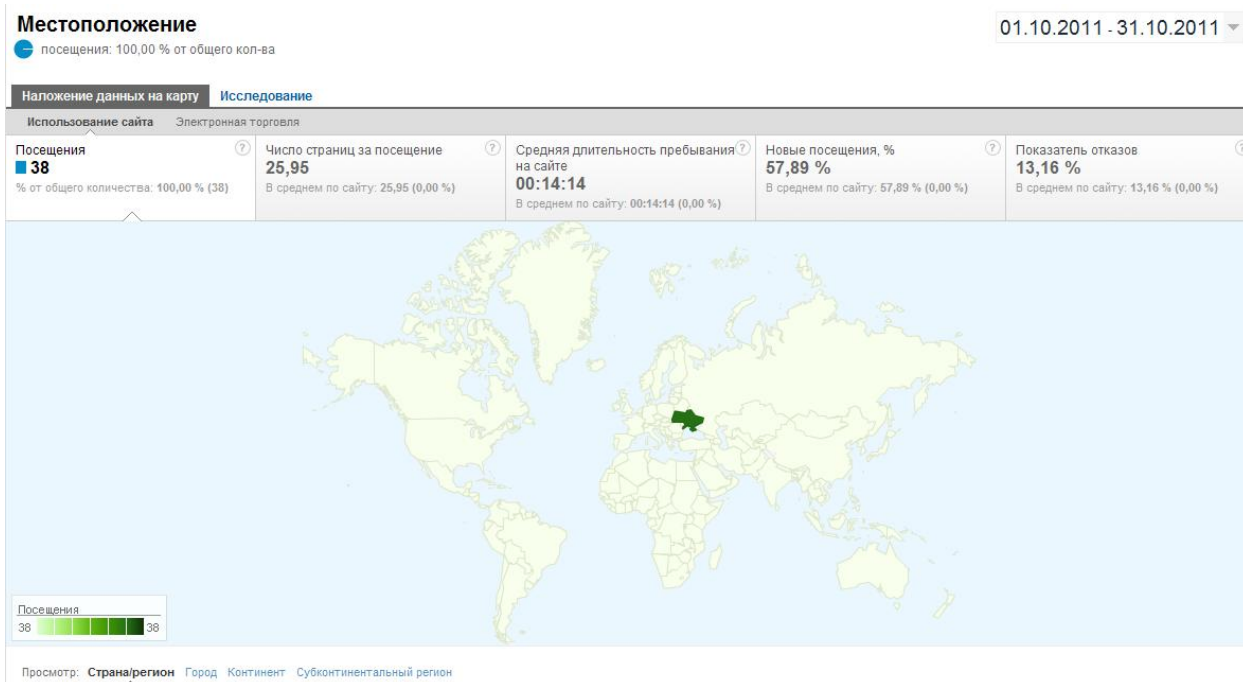 Местоположение
посещения: 100,00 % от общего кол-ва
01.10.2011 - 31.10.2011
Наложение данных на карту Исследование
Использование сайта Электронная торговля
Посещения
38
% от общего количества: 100,00 % (38)
Число страниц за посещение
25,95
В среднем по сайту: 25,95 (0,00 %)
Средняя длительность пребывания
на сайте
00:14:14
В среднем по сайту: 00:14:14 (0,00 %)
Новые посещения, %
57,89 %
В среднем по сайту: 57,89 % (0,00 %)
Показатель отказов
13,16 %
В среднем по сайту: 13,16 % (0,00 %)
Посещения
38 38
Просмотр: Страна/регион Город Континент Субконтинентальный регион